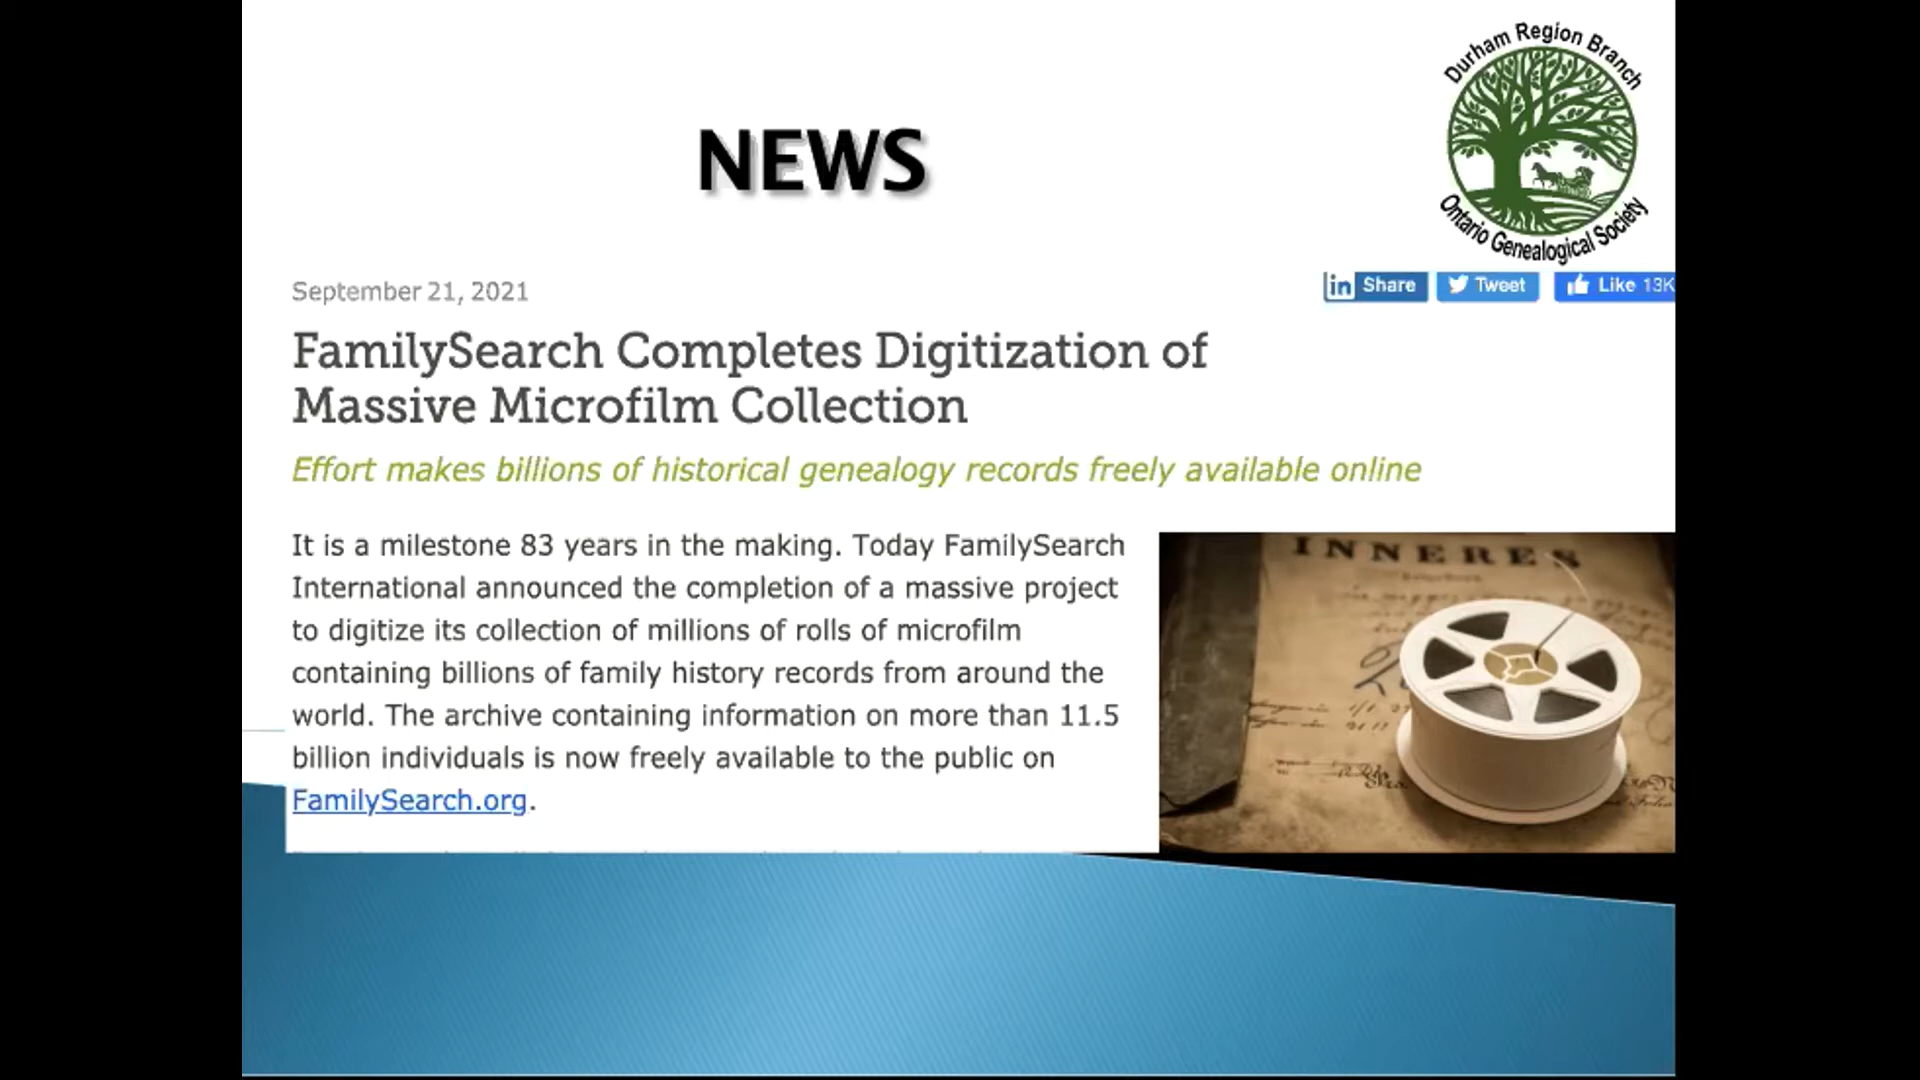 Durham Region Branch
Ontario Genealogical Society
NEWS
September 21, 2021
in Share
Tweet
Like 13K
FamilySearch Completes Digitization of
Massive Microfilm Collection
Effort makes billions of historical genealogy records freely available online
It is a milestone 83 years in the making. Today FamilySearch
International announced the completion of a massive project
to digitize its collection of millions of rolls of microfilm
containing billions of family history records from around the
world. The archive containing information on more than 11.5
billion individuals is now freely available to the public on
FamilySearch.org.
INNERES